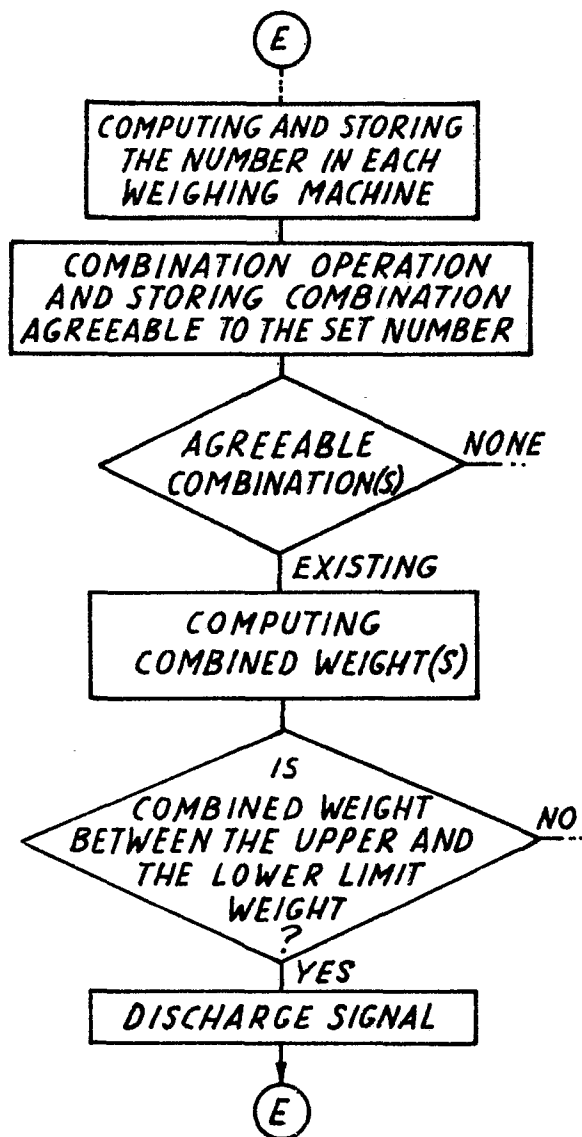 E
COMPUTING AND STORING
THE NUMBER IN EACH
WEIGHING MACHINE
COMBINATION OPERATION
AND STORING COMBINATION
AGREEABLE TO THE SET NUMBER
AGREEABLE
COMBINATION(S)
NONE
EXISTING
COMPUTING
COMBINED WEIGHT(S)
IS
COMBINED WEIGHT
BETWEEN THE UPPER AND
THE LOWER LIMIT
WEIGHT
?
NO
YES
DISCHARGE SIGNAL
E